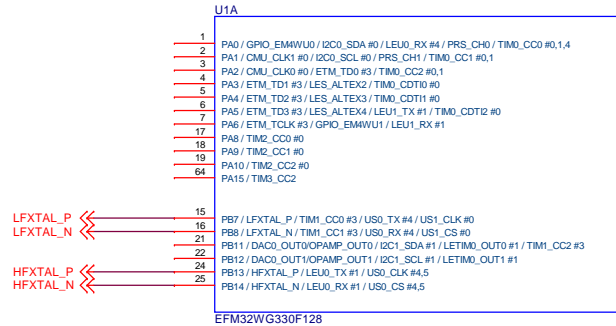 U1A
1 PA0 / GPIO_EM4WU0 / I2C0_SDA #0 / LEU0_RX #4 / PRS_CH0 / TIM0_CC0 #0,1,4
2 PA1 / CMU_CLK1 #0 / I2C0_SCL #0 / PRS_CH1 / TIM0_CC1 #0,1
3 PA2 / CMU_CLK0 #0 / ETM_TD0 #3 / TIM0_CC2 #0,1
4 PA3 / ETM_TD1 #3 / LES_ALTEX2 / TIM0_CDTI0 #0
5 PA4 / ETM_TD2 #3 / LES_ALTEX3 / TIM0_CDTI1 #0
6 PA5 / ETM_TD3 #3 / LES_ALTEX4 / LEU1_TX #1 / TIM0_CDTI2 #0
7 PA6 / ETM_TCLK #3 / GPIO_EM4WU1 / LEU1_RX #1
17 PA8 / TIM2_CC0 #0
18 PA9 / TIM2_CC1 #0
19 PA10 / TIM2_CC2 #0
64 PA15 / TIM3_CC2
LFXTAL_P 15 PB7 / LFXTAL_P / TIM1_CC0 #3 / US0_TX #4 / US1_CLK #0
LFXTAL_N 16 PB8 / LFXTAL_N / TIM1_CC1 #3 / US0_RX #4 / US1_CS #0
21 PB11 / DAC0_OUT0/OPAMP_OUT0 / I2C1_SDA #1 / LETIM0_OUT0 #1 / TIM1_CC2 #3
22 PB12 / DAC0_OUT1/OPAMP_OUT1 / I2C1_SCL #1 / LETIM0_OUT1 #1
HFXTAL_P 24 PB13 / HFXTAL_P / LEU0_TX #1 / US0_CLK #4,5
HFXTAL_N 25 PB14 / HFXTAL_N / LEU0_RX #1 / US0_CS #4,5
EFM32WG330F128